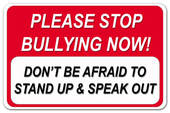 PLEASE STOP
BULLYING NOW!
DON'T BE AFRAID TO
STAND UP & SPEAK OUT